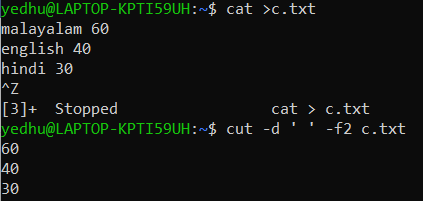 yedhu@LAPTOP-KPTI59UH:~$ cat >c.txt
malayalam 60
english 40
hindi 30
^Z
[3]+  Stopped                 cat > c.txt
yedhu@LAPTOP-KPTI59UH:~$ cut -d ' ' -f2 c.txt
60
40
30